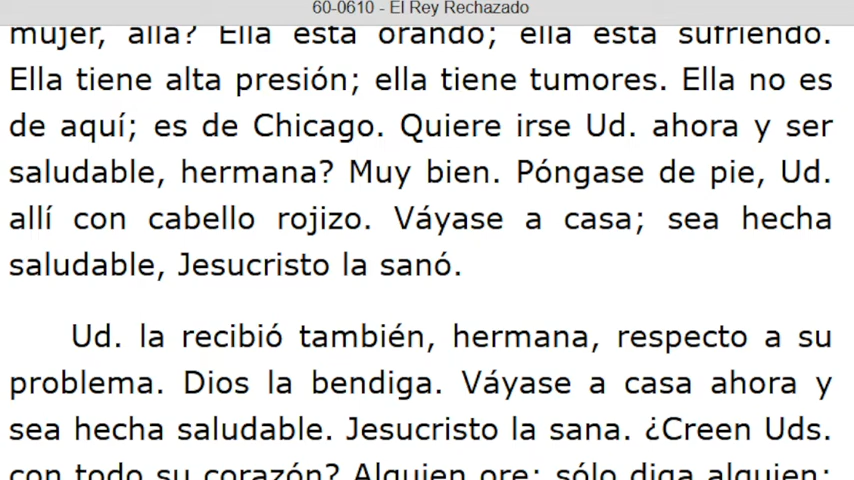 60-0610 - El Rey Rechazado
mujer, allá? Ella está orando; ella está sufriendo.
Ella tiene alta presión; ella tiene tumores. Ella no es
de aquí; es de Chicago. Quiere irse Ud. ahora y ser
saludable, hermana? Muy bien. Póngase de pie, Ud.
allí con cabello rojizo. Váyase a casa; sea hecha
saludable, Jesucristo la sanó.
Ud. la recibió también, hermana, respecto a su
problema. Dios la bendiga. Váyase a casa ahora y
sea hecha saludable. Jesucristo la sana. ¿Creen Uds.
con todo su corazón? Alguien ore; sólo diga alguien: